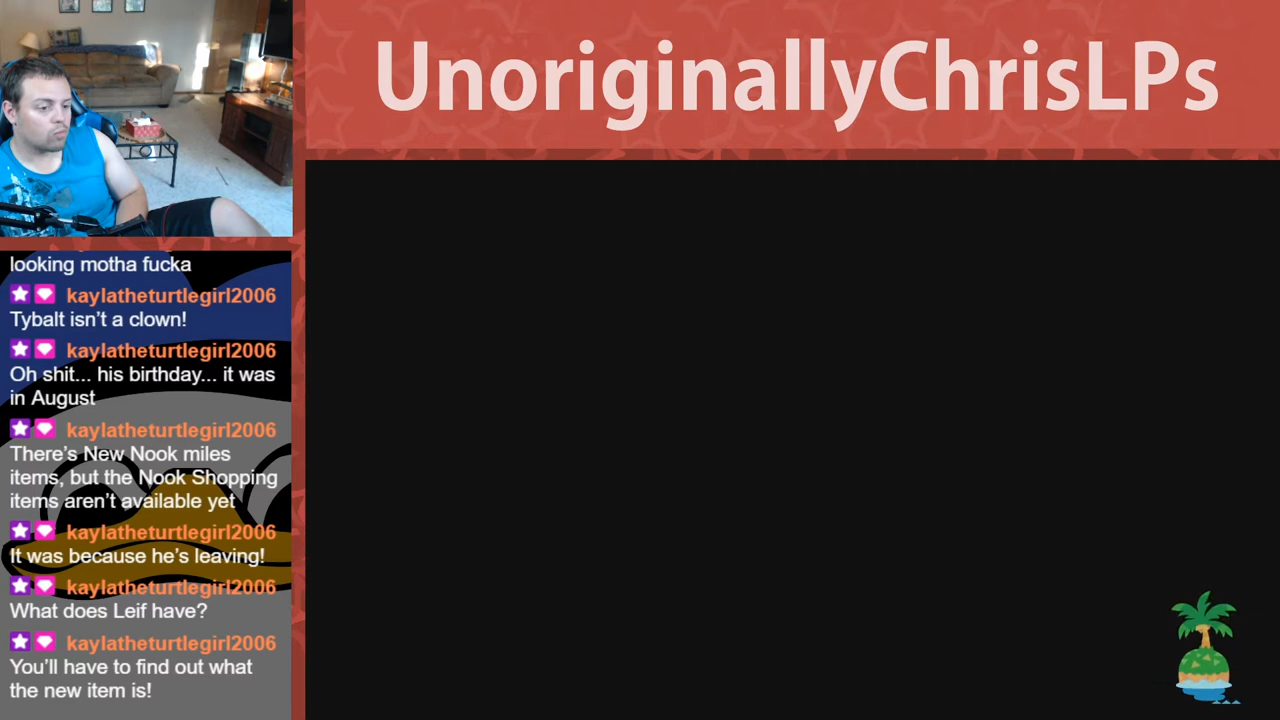 UnoriginallyChrisLPs
looking motha fucka
kaylatheturtlegirl2006
Tybalt isn't a clown!
kaylatheturtlegirl2006
Oh shit... his birthday... it was
in August
kaylatheturtlegirl2006
There's New Nook miles
items, but the Nook Shopping
items aren't available yet
kaylatheturtlegirl2006
It was because he's leaving!
kaylatheturtlegirl2006
What does Leif have?
kaylatheturtlegirl2006
You'll have to find out what
the new item is!